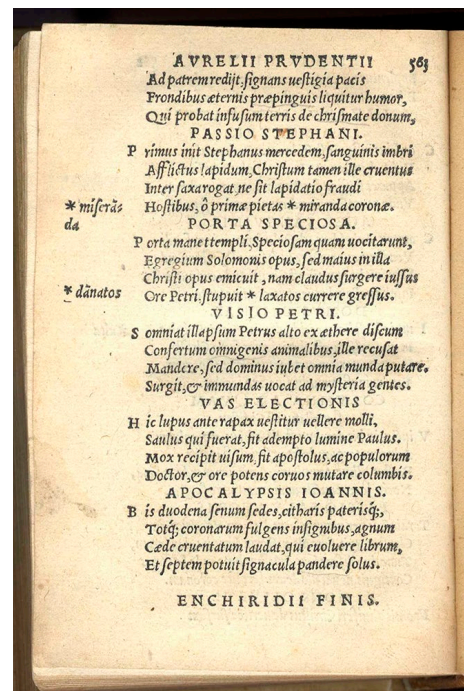 AVRELII PRVDENTII 563
Ad patrem redijt, signans uestigia pacis
Frondibus æternis præpinguis liquitur humor,
Qui probat infusum terris de chrismate donum,
PASSIO STEPHANI.
P rimus init Stephanus mercedem, sanguinis imbri
Afflictus lapidum, Christum tamen ille cruentus
Inter saxa rogat, ne sit lapidatio fraudi
* miserã= Hostibus, ô primæ pietas * miranda coronæ.
da PORTA SPECIOSA.
P orta manet templi, Speciosam quam uocitarunt,
Egregium Solomonis opus, sed maius in illa
Christi opus emicuit, nam claudus surgere iussus
* dãnatos Ore Petri, stupuit * laxatos currere gressus.
VISIO PETRI.
S omniat illapsum Petrus alto ex æthere discum
Confertum omnigenis animalibus, ille recusat
Mandere, sed dominus iubet omnia munda putare.
Surgit, & immundas uocat ad mysteria gentes.
VAS ELECTIONIS
H ic lupus ante rapax uestitur uellere molli,
Saulus qui fuerat, fit adempto lumine Paulus.
Mox recipit uisum, fit apostolus, ac populorum
Doctor, & ore potens coruos mutare columbis.
APOCALYPSIS IOANNIS.
B is duodena senum sedes, citharis paterisq;,
Totq; coronarum fulgens insignibus, agnum
Cæde cruentatum laudat, qui euoluere librum,
Et septem potuit signacula pandere solus.
ENCHIRIDII FINIS.